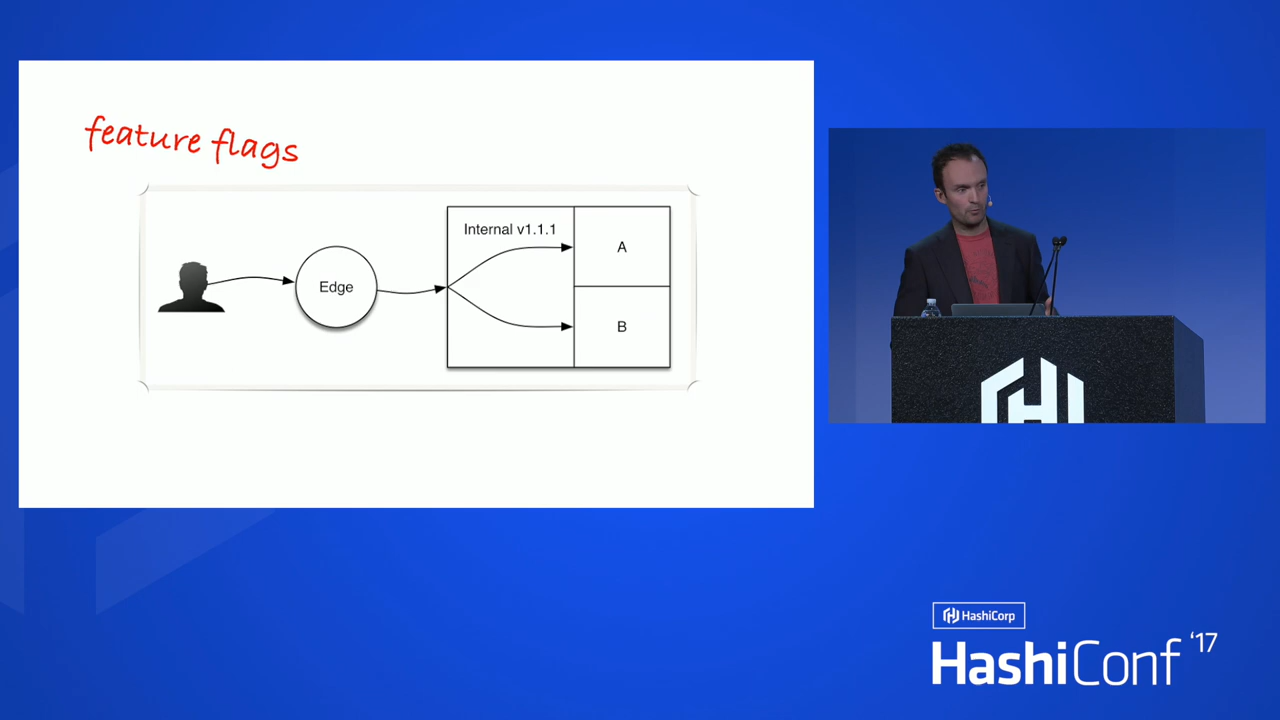 feature flags
Internal v1.1.1
A
Edge
B
HashiCorp
HashiConf '17